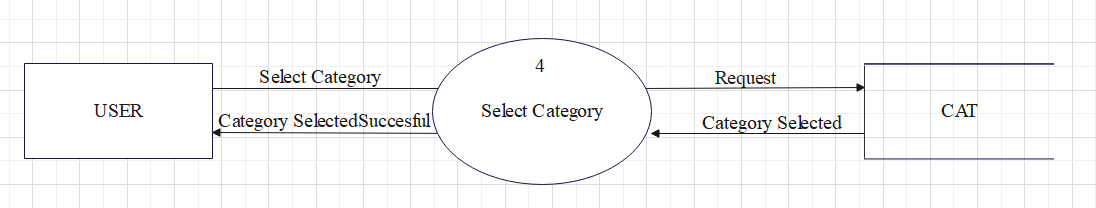 4
Select Category
Request
USER
Select Category
CAT
Category SelectedSuccesful
Category Selected